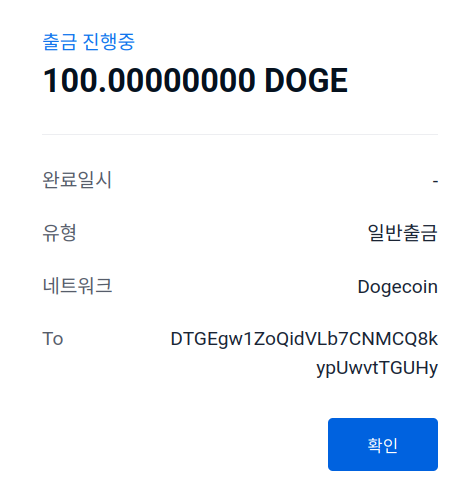 출금 진행중
100.00000000 DOGE
완료일시 -
유형 일반출금
네트워크 Dogecoin
To DTGEgw1ZoQidVLb7CNMCQ8k
ypUwvtTGUHy
확인